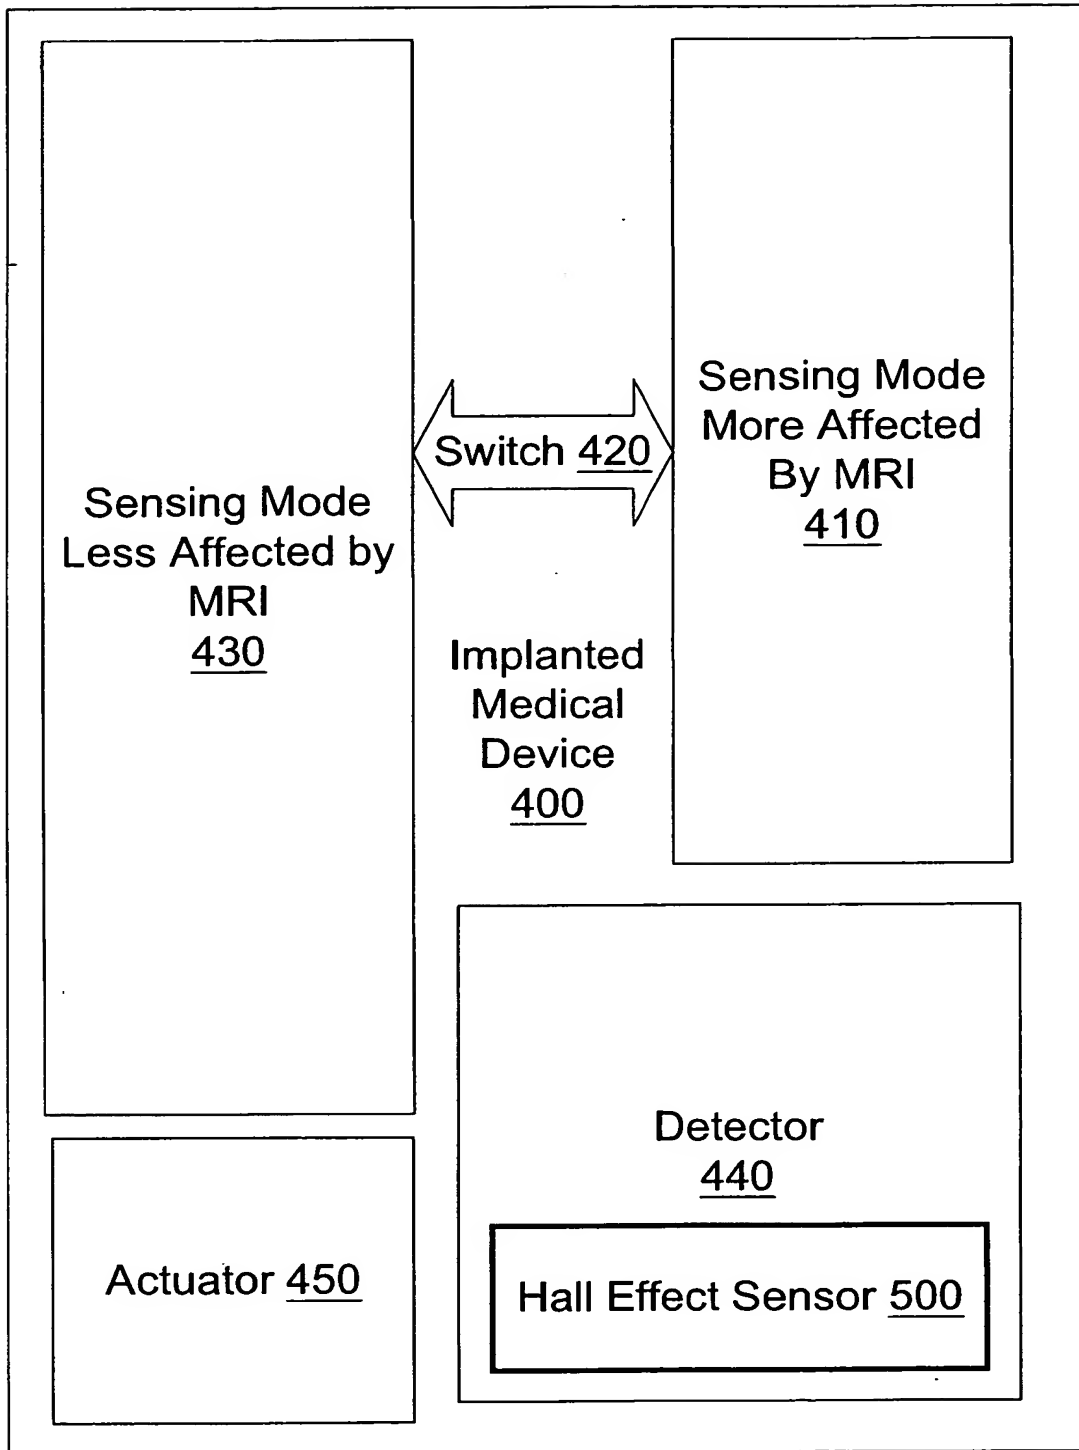 Sensing Mode
Less Affected by
MRI
430
Switch 420
Sensing Mode
More Affected
By MRI
410
Implanted
Medical
Device
400
Detector
440
Actuator 450
Hall Effect Sensor 500